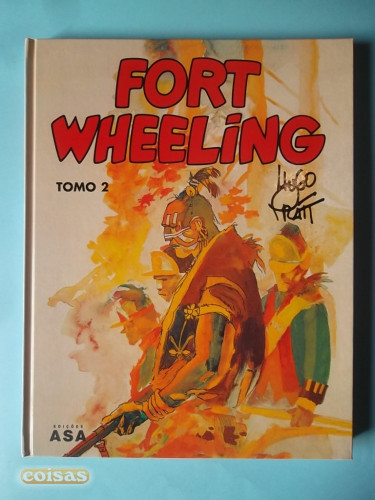 FORT
WHEELiNG
TOMO 2
HUGO
PRATT
EDIÇÕES
ASA
coisas